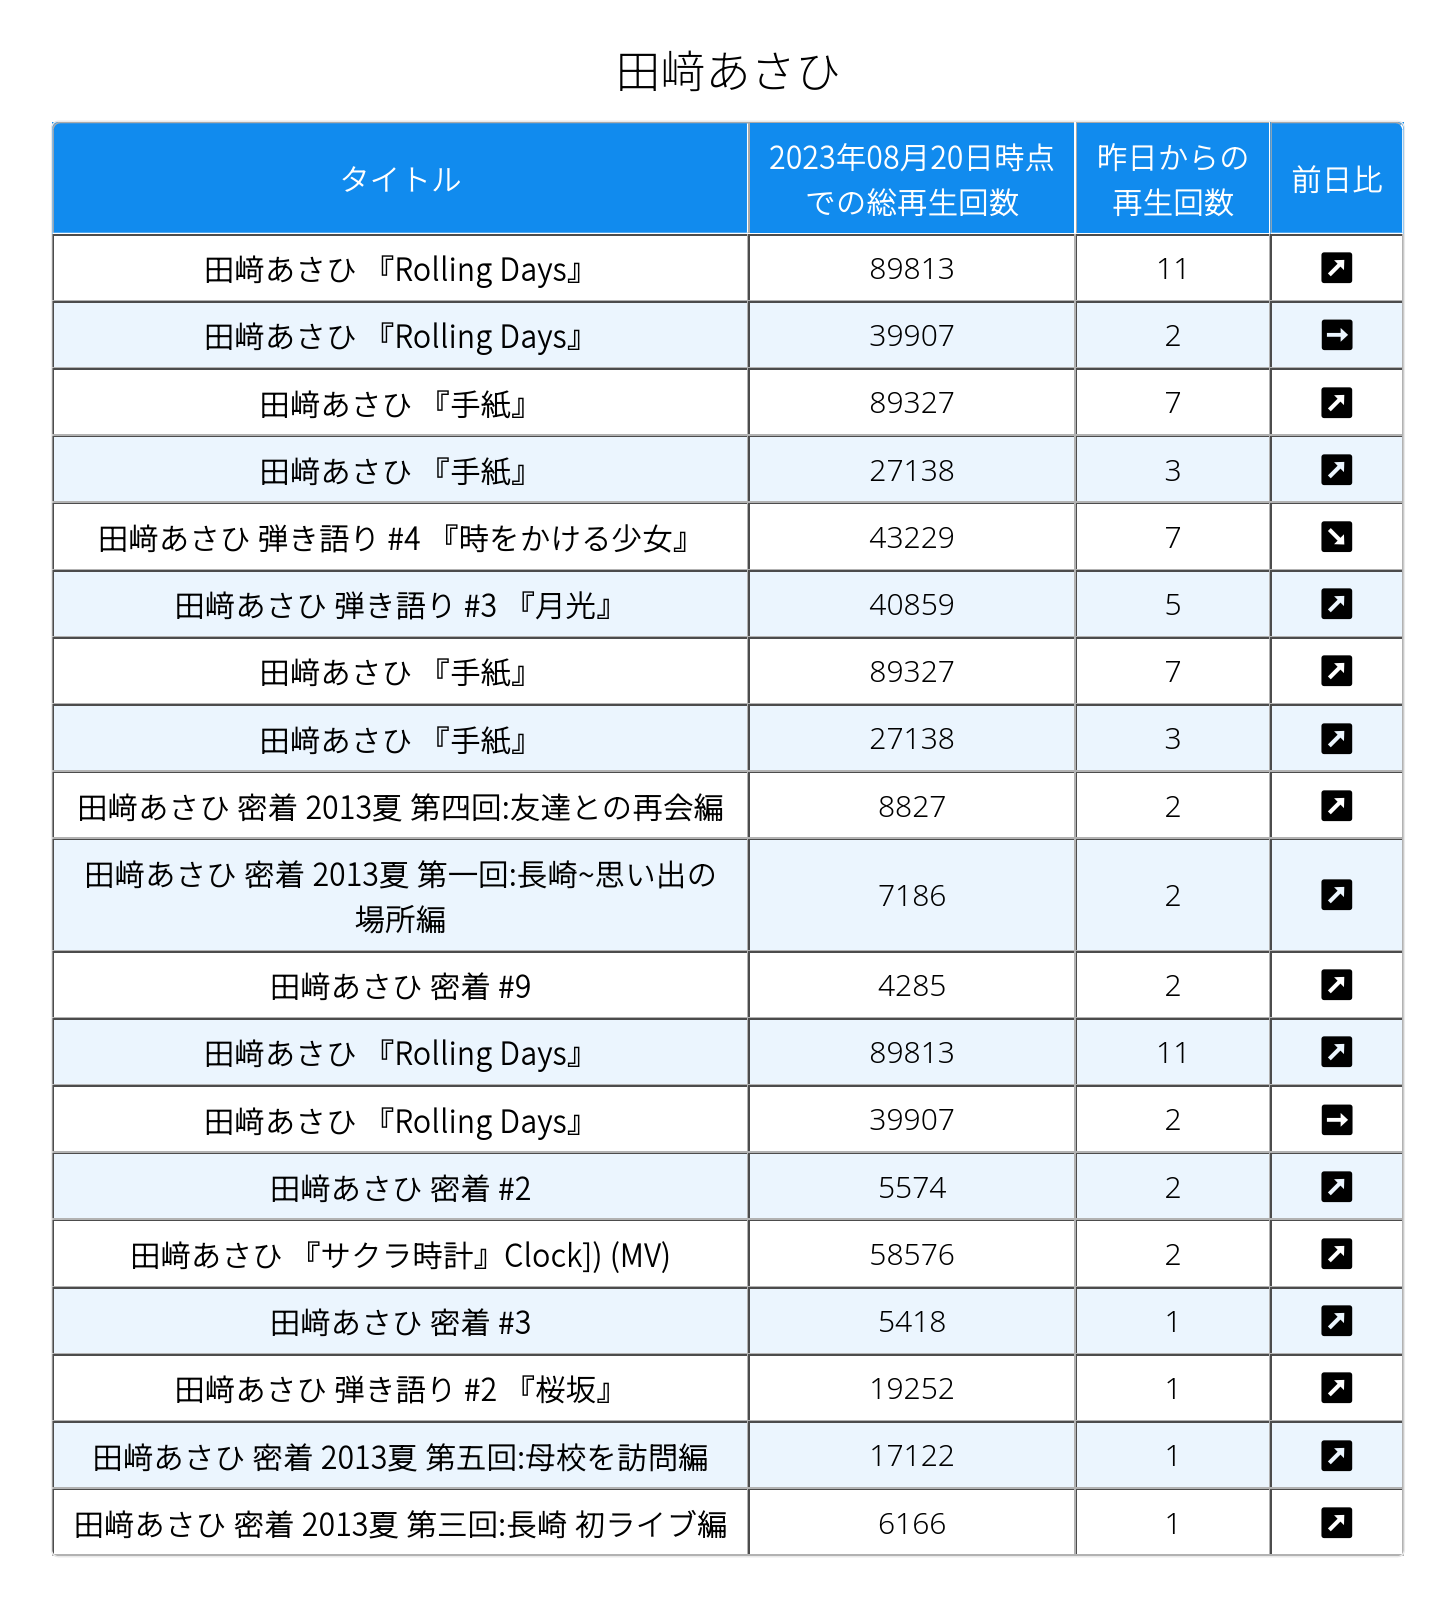 田﨑あさひ
タイトル
2023年08月20日時点
での総再生回数
昨日からの
再生回数
前日比
田﨑あさひ 『Rolling Days』 89813 11
田﨑あさひ 『Rolling Days』 39907 2
田﨑あさひ 『手紙』 89327 7
田﨑あさひ 『手紙』 27138 3
田﨑あさひ 弾き語り #4 『時をかける少女』 43229 7
田﨑あさひ 弾き語り #3 『月光』 40859 5
田﨑あさひ 『手紙』 89327 7
田﨑あさひ 『手紙』 27138 3
田﨑あさひ 密着 2013夏 第四回:友達との再会編 8827 2
田﨑あさひ 密着 2013夏 第一回:長崎~思い出の
場所編 7186 2
田﨑あさひ 密着 #9 4285 2
田﨑あさひ 『Rolling Days』 89813 11
田﨑あさひ 『Rolling Days』 39907 2
田﨑あさひ 密着 #2 5574 2
田﨑あさひ 『サクラ時計』Clock]) (MV) 58576 2
田﨑あさひ 密着 #3 5418 1
田﨑あさひ 弾き語り #2 『桜坂』 19252 1
田﨑あさひ 密着 2013夏 第五回:母校を訪問編 17122 1
田﨑あさひ 密着 2013夏 第三回:長崎 初ライブ編 6166 1